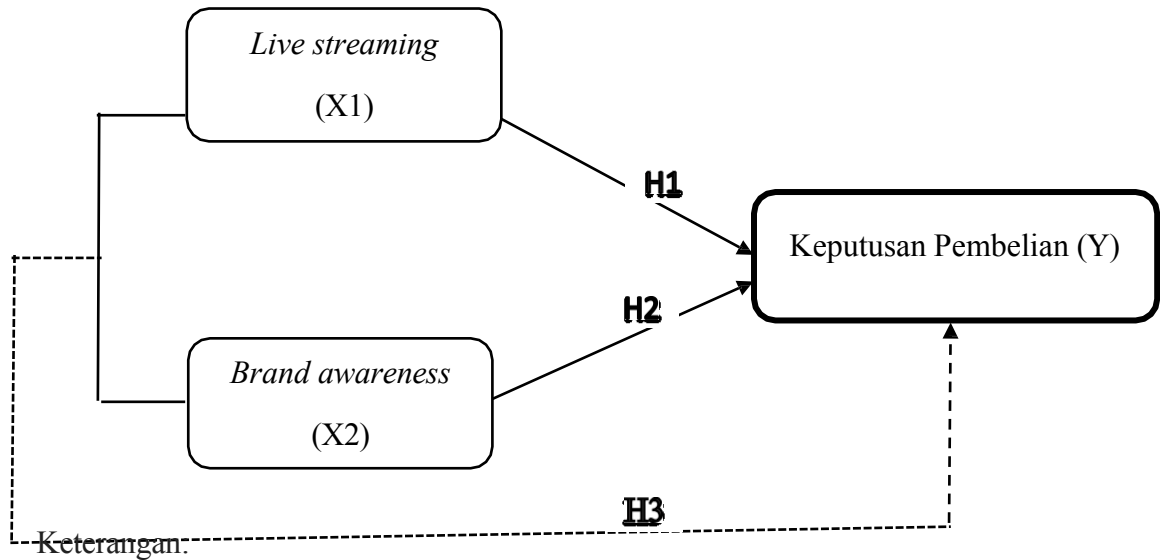 Live streaming
(X1)
H1
Keputusan Pembelian (Y)
H2
Brand awareness
(X2)
H3
Keterangan: